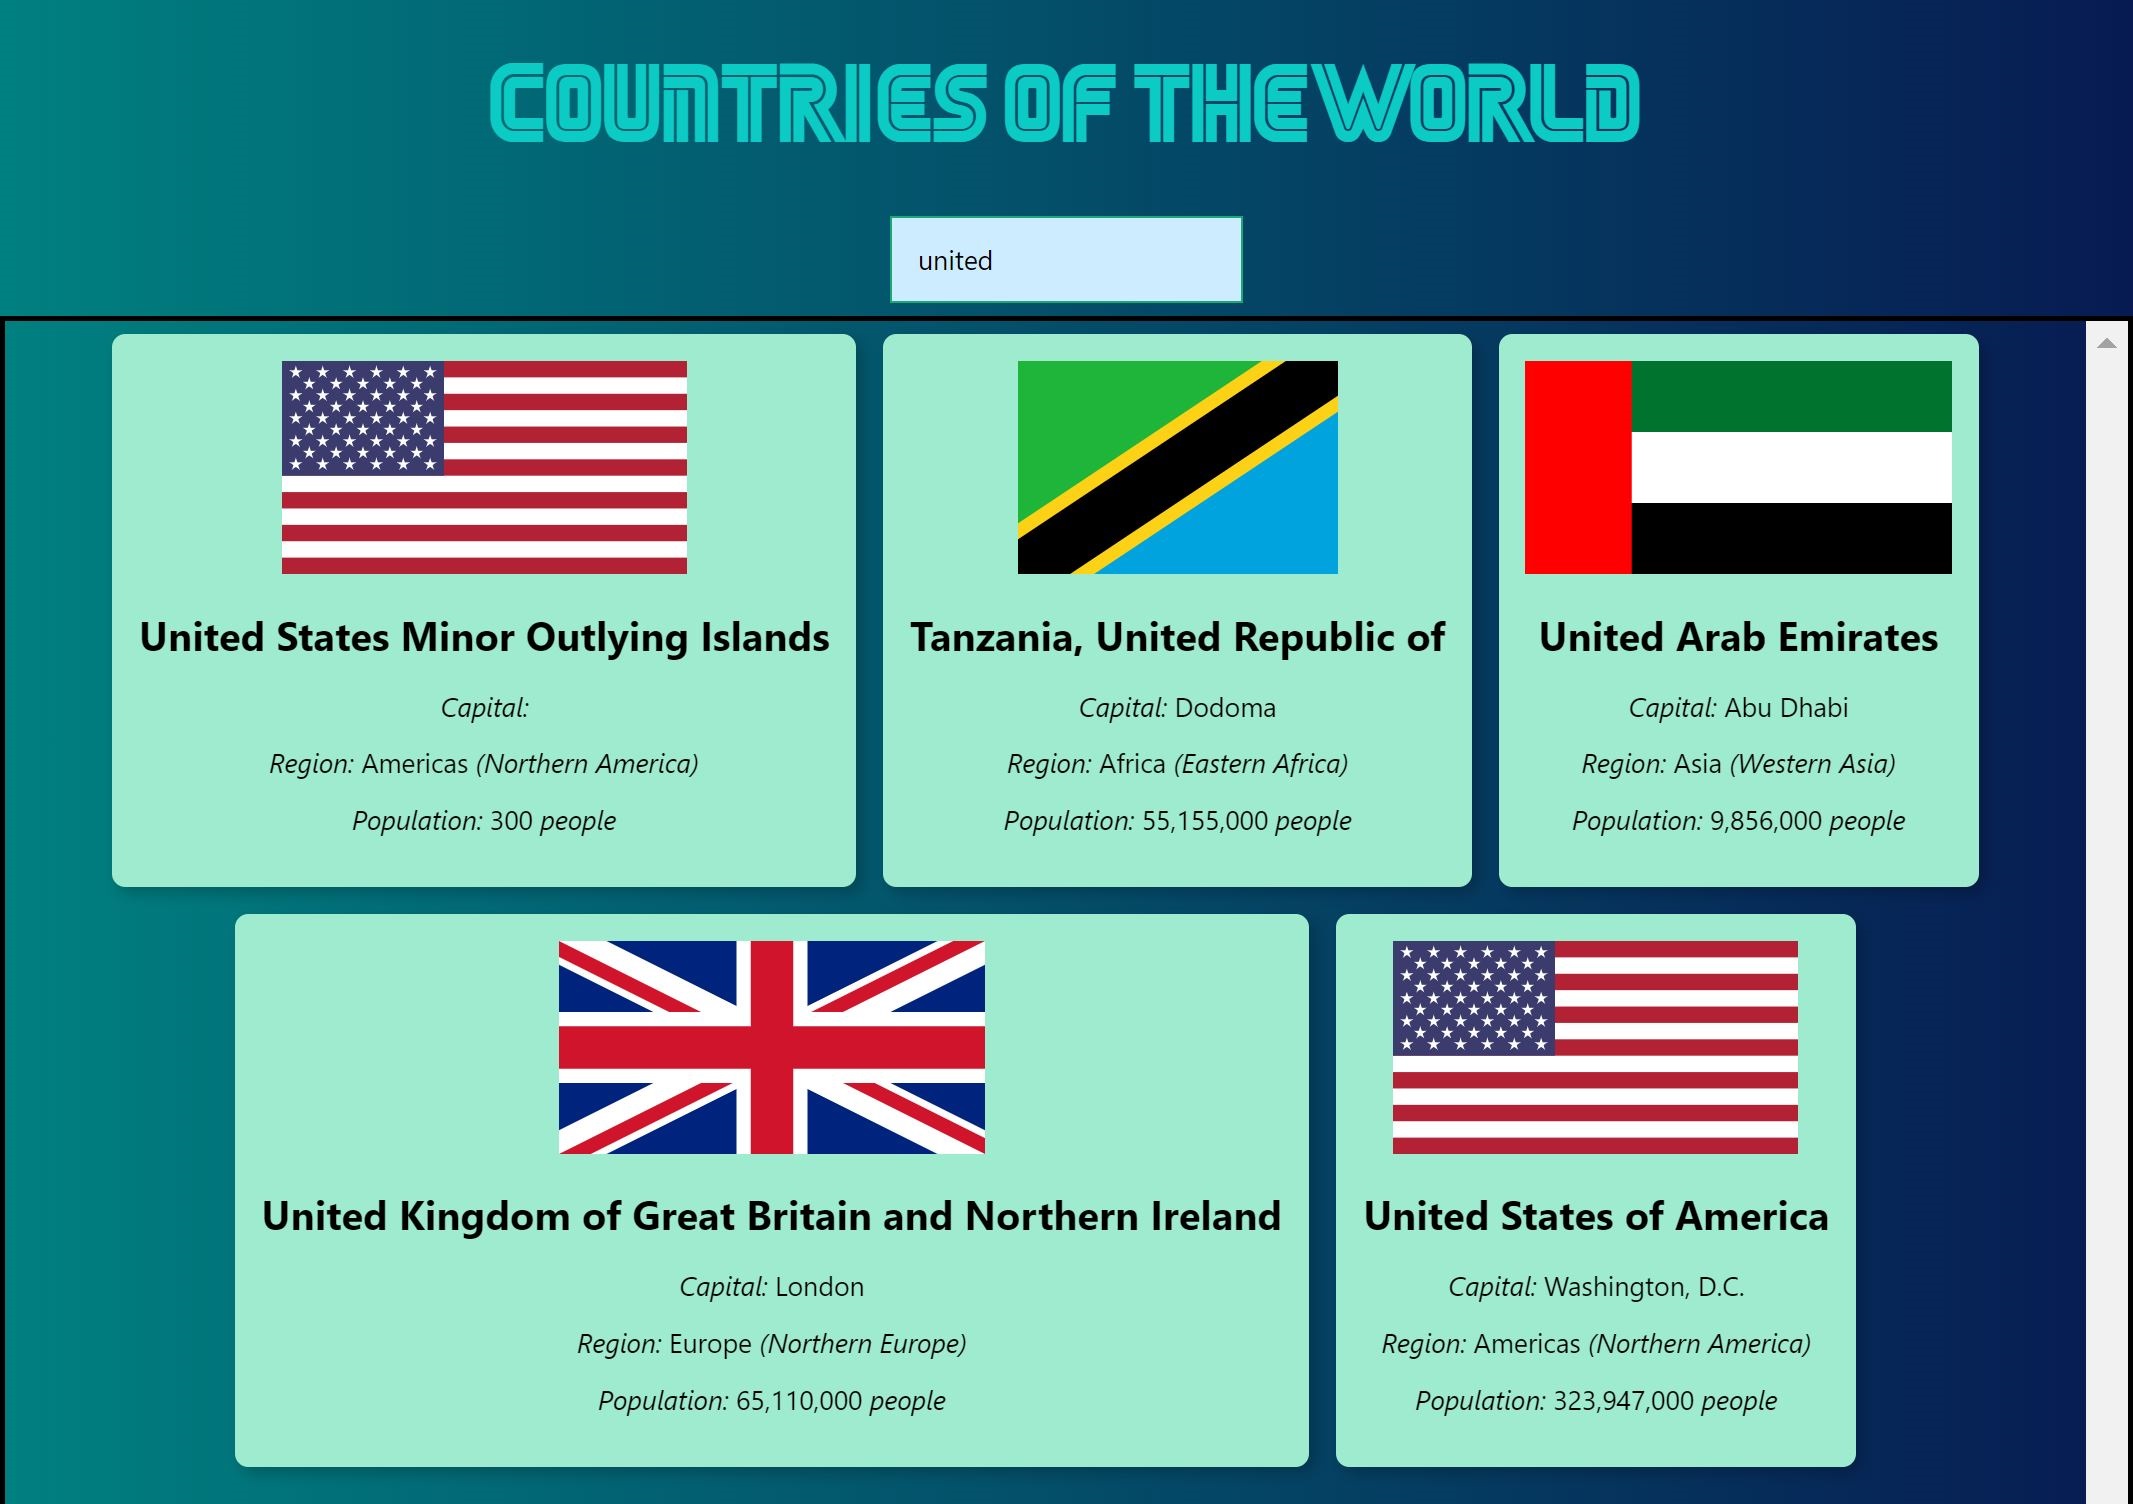 COUNTRIES OF THE WORLD
united
United States Minor Outlying Islands
Capital:
Region: Americas (Northern America)
Population: 300 people
Tanzania, United Republic of
Capital: Dodoma
Region: Africa (Eastern Africa)
Population: 55,155,000 people
United Arab Emirates
Capital: Abu Dhabi
Region: Asia (Western Asia)
Population: 9,856,000 people
United Kingdom of Great Britain and Northern Ireland
Capital: London
Region: Europe (Northern Europe)
Population: 65,110,000 people
United States of America
Capital: Washington, D.C.
Region: Americas (Northern America)
Population: 323,947,000 people